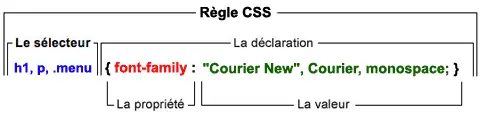 Règle CSS
Le sélecteur La déclaration
h1, p, .menu { font-family : "Courier New", Courier, monospace; }
La propriété La valeur